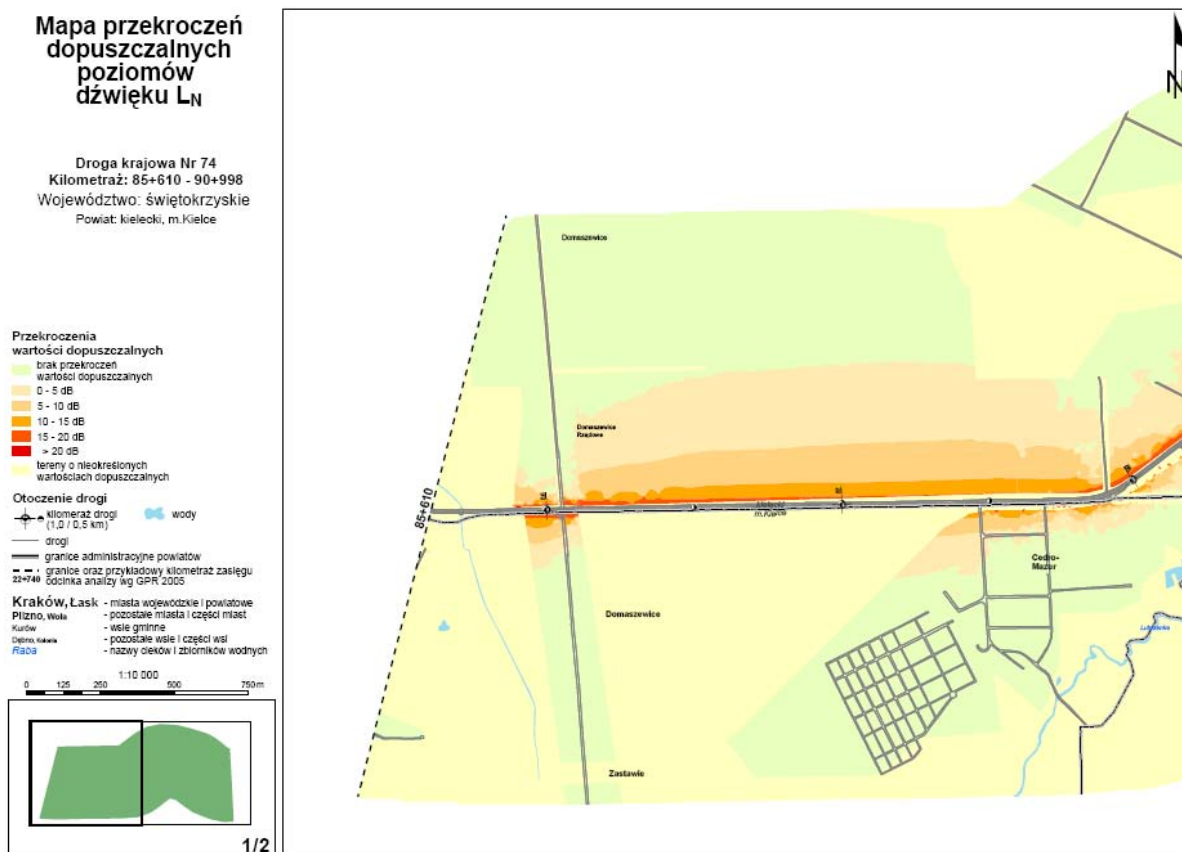 Mapa przekroczeń
dopuszczalnych
poziomów
dźwięku LN
Droga krajowa Nr 74
Kilometraż: 85+610 - 90+998
Województwo: świętokrzyskie
Powiat: kielecki, m.Kielce
Przekroczenia
wartości dopuszczalnych
brak przekroczeń
wartości dopuszczalnych
0 - 5 dB
5 - 10 dB
10 - 15 dB
15 - 20 dB
> 20 dB
tereny o nieokreślonych
wartościach dopuszczalnych
Otoczenie drogi
kilometraż drogi
(1,0 / 0,5 km)
wody
drogi
granice administracyjne powiatów
granice oraz przykładowy kilometraż zasięgu
22+740 odcinka analizy wg GPR 2005
Kraków, Łask - miasta wojewódzkie i powiatowe
Pilzno, Wola - pozostałe miasta i części miast
Kurów - wsie gminne
Dębno, - pozostałe wsie i części wsi
Raba - nazwy cieków i zbiorników wodnych
1:10 000
0 125 250 500 750 m
1/2
N
Domaszewice
Domaszewice
Rządowe
85+610
m.Kielce
Cedro-
Mazur
Domaszewice
Zastawie